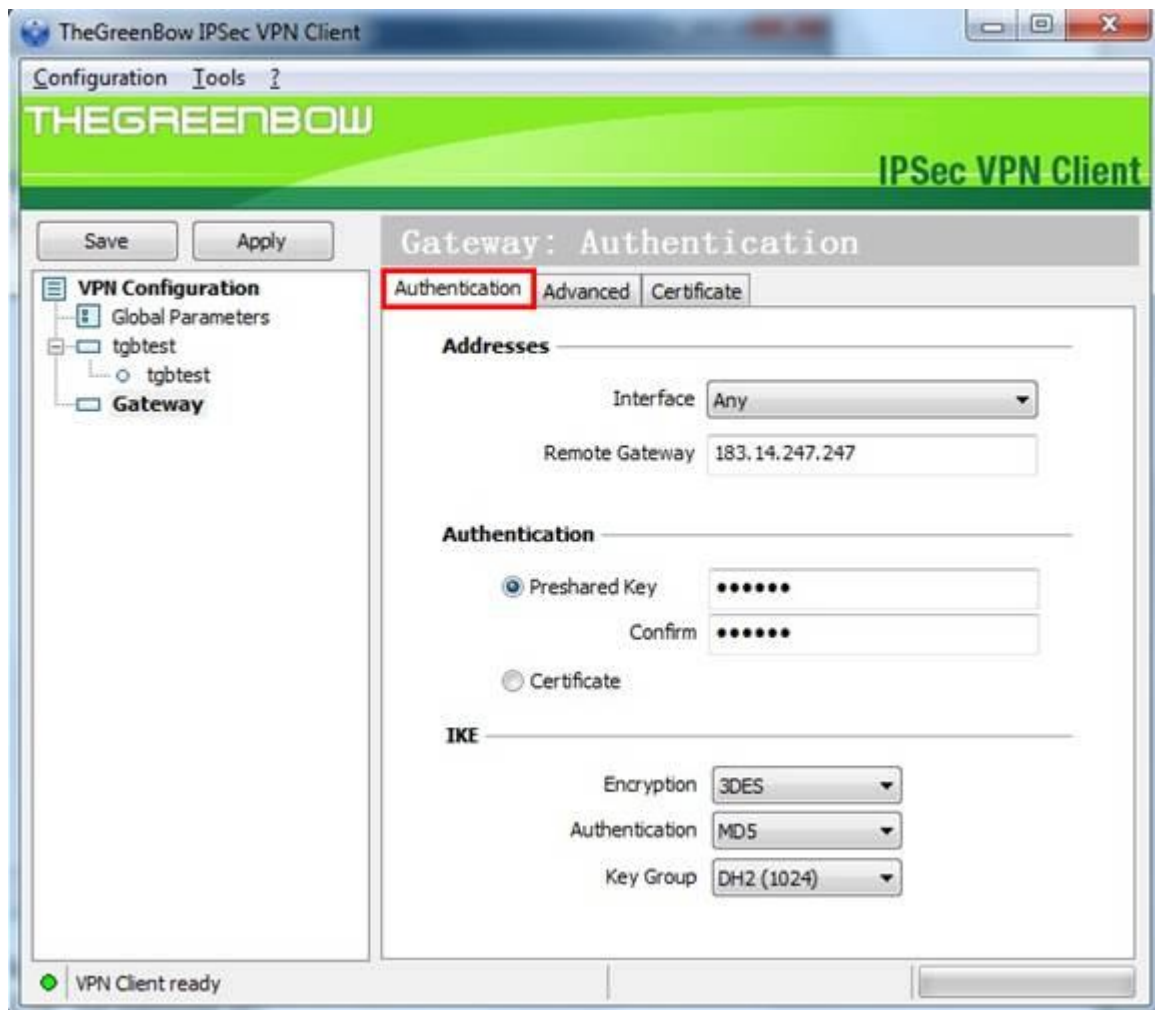 TheGreenBow IPSec VPN Client
Configuration Tools ?
THEGREENBOW
IPSec VPN Client
Save Apply
Gateway: Authentication
VPN Configuration
Global Parameters
tgbtest
tgbtest
Gateway
Authentication Advanced Certificate
Addresses
Interface Any
Remote Gateway 183.14.247.247
Authentication
Preshared Key ••••••
Confirm ••••••
Certificate
IKE
Encryption 3DES
Authentication MD5
Key Group DH2 (1024)
VPN Client ready